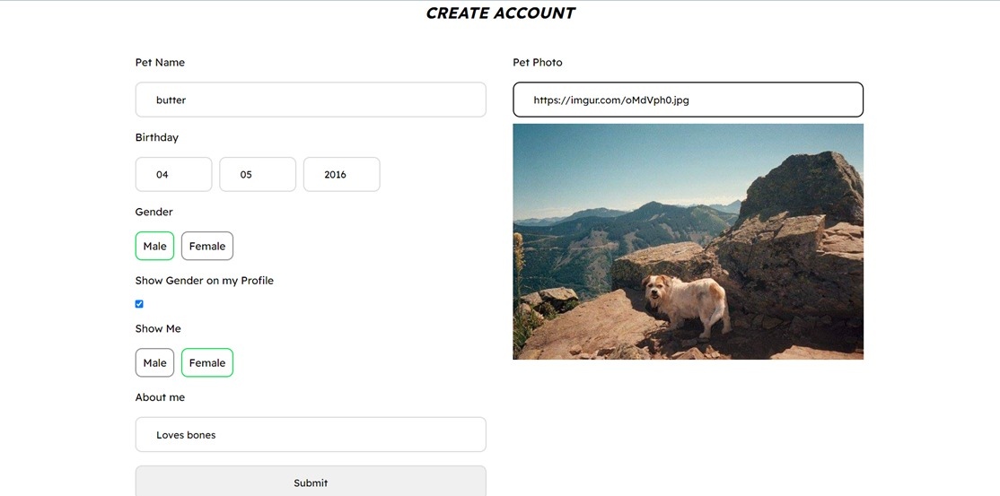 CREATE ACCOUNT
Pet Name
butter
Birthday
04 05 2016
Gender
Male Female
Show Gender on my Profile
Show Me
Male Female
About me
Loves bones
Submit
Pet Photo
https://imgur.com/oMdVph0.jpg